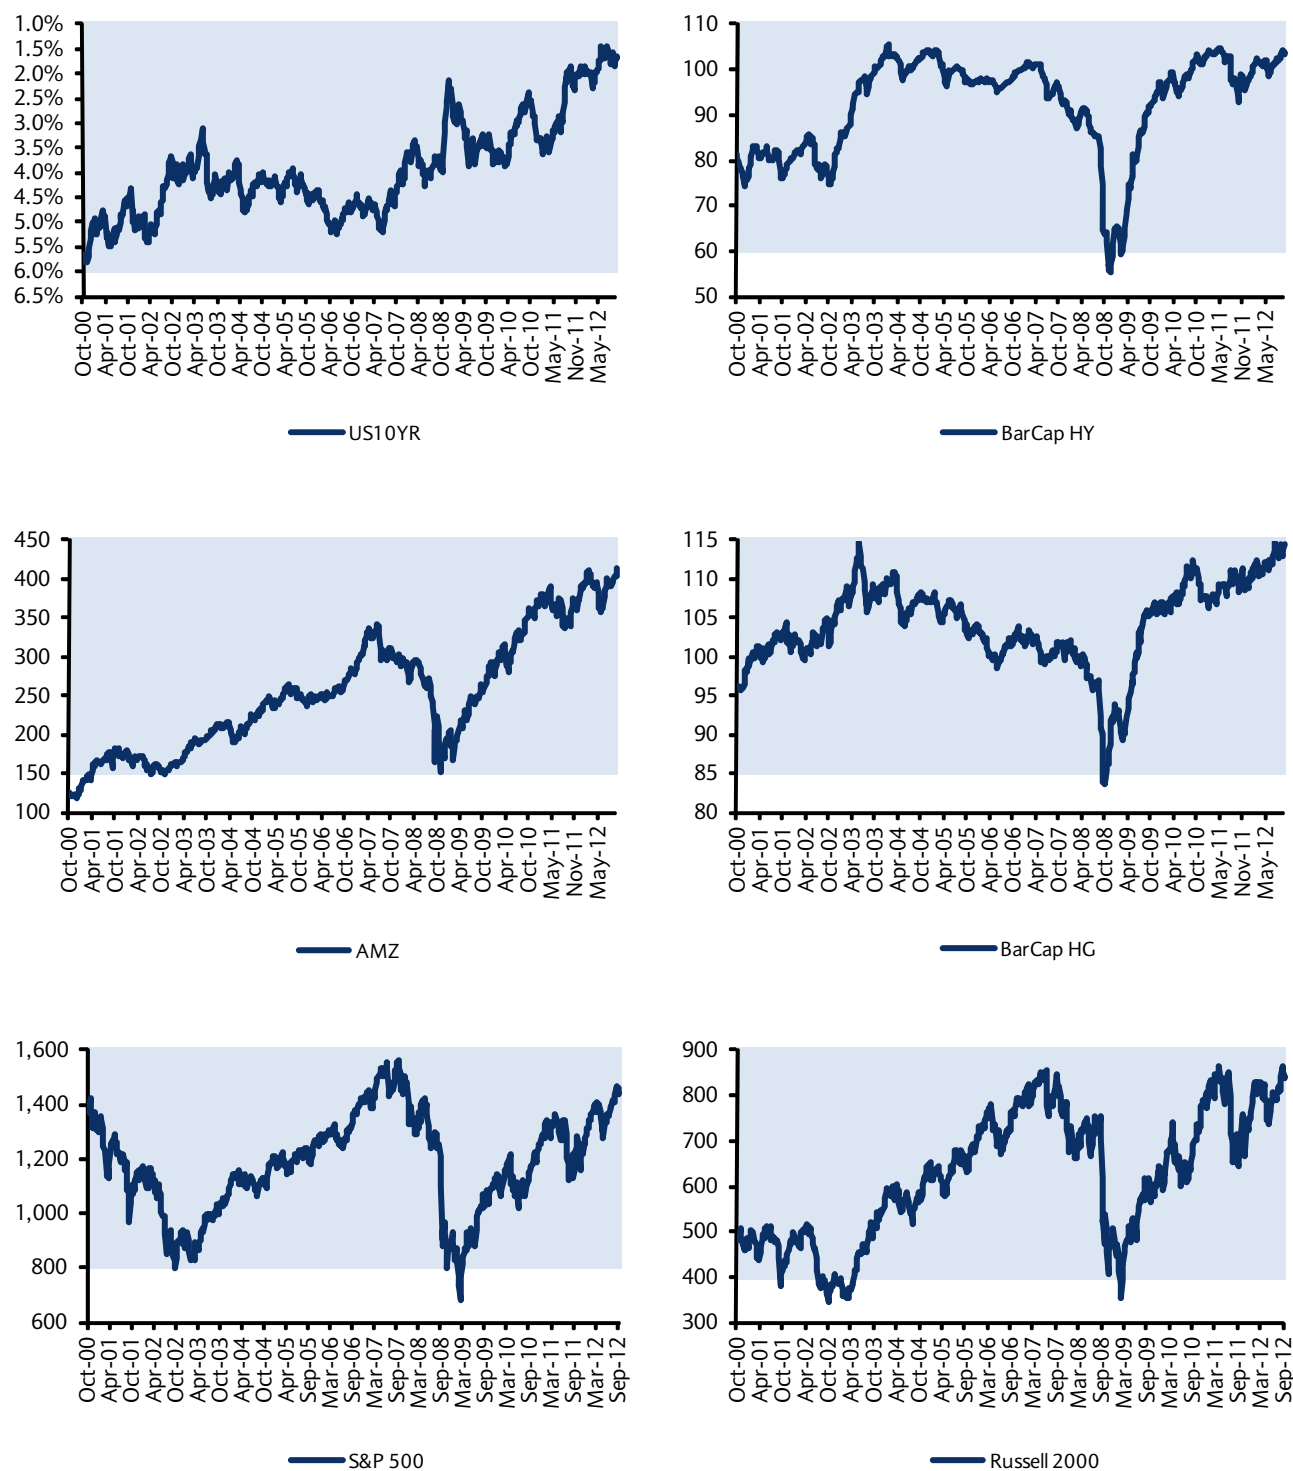 1.0%
1.5%
2.0%
2.5%
3.0%
3.5%
4.0%
4.5%
5.0%
5.5%
6.0%
6.5%
Oct-00
Apr-01
Oct-01
Apr-02
Oct-02
Apr-03
Oct-03
Apr-04
Oct-04
Apr-05
Oct-05
Apr-06
Oct-06
Apr-07
Oct-07
Apr-08
Oct-08
Apr-09
Oct-09
Apr-10
Oct-10
May-11
Nov-11
May-12
US10YR
110
100
90
80
70
60
50
Oct-00
Apr-01
Oct-01
Apr-02
Oct-02
Apr-03
Oct-03
Apr-04
Oct-04
Apr-05
Oct-05
Apr-06
Oct-06
Apr-07
Oct-07
Apr-08
Oct-08
Apr-09
Oct-09
Apr-10
Oct-10
May-11
Nov-11
May-12
BarCap HY
450
400
350
300
250
200
150
100
Oct-00
Apr-01
Oct-01
Apr-02
Oct-02
Apr-03
Oct-03
Apr-04
Oct-04
Apr-05
Oct-05
Apr-06
Oct-06
Apr-07
Oct-07
Apr-08
Oct-08
Apr-09
Oct-09
Apr-10
Oct-10
May-11
Nov-11
May-12
AMZ
115
110
105
100
95
90
85
80
Oct-00
Apr-01
Oct-01
Apr-02
Oct-02
Apr-03
Oct-03
Apr-04
Oct-04
Apr-05
Oct-05
Apr-06
Oct-06
Apr-07
Oct-07
Apr-08
Oct-08
Apr-09
Oct-09
Apr-10
Oct-10
May-11
Nov-11
May-12
BarCap HG
1,600
1,400
1,200
1,000
800
600
Oct-00
Apr-01
Oct-01
Apr-02
Oct-02
Apr-03
Oct-03
Apr-04
Oct-04
Apr-05
Sep-05
Mar-06
Sep-06
Mar-07
Sep-07
Mar-08
Sep-08
Mar-09
Sep-09
Mar-10
Sep-10
Mar-11
Sep-11
Mar-12
Sep-12
S&P 500
900
800
700
600
500
400
300
Oct-00
Apr-01
Oct-01
Apr-02
Oct-02
Apr-03
Oct-03
Apr-04
Oct-04
Apr-05
Sep-05
Mar-06
Sep-06
Mar-07
Sep-07
Mar-08
Sep-08
Mar-09
Sep-09
Mar-10
Sep-10
Mar-11
Sep-11
Mar-12
Sep-12
Russell 2000